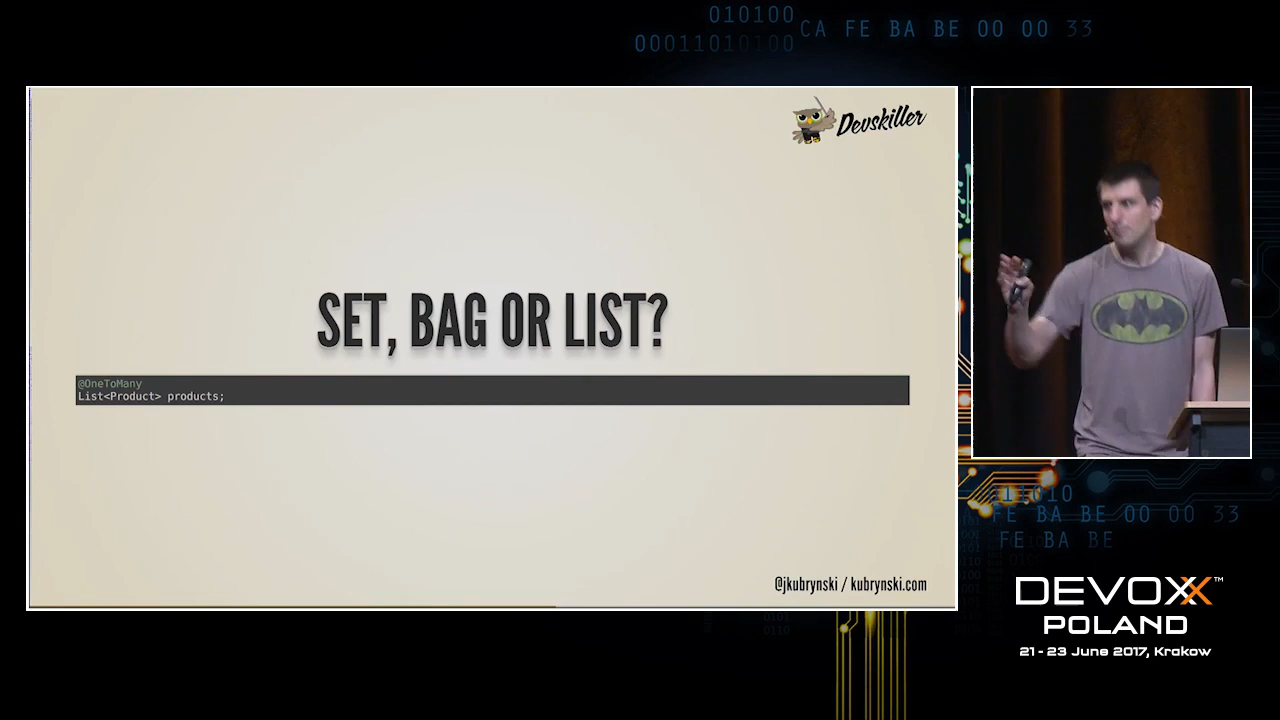 010100
00011010100
CA FE BA BE 00 00 33
Devskiller
SET, BAG OR LIST?
@OneToMany
List<Product> products;
@jkubrynski / kubrynski.com
FE BA BE 00 00 33
FE BA BE
DEVOXX™
POLAND
21 - 23 June 2017, Krakow